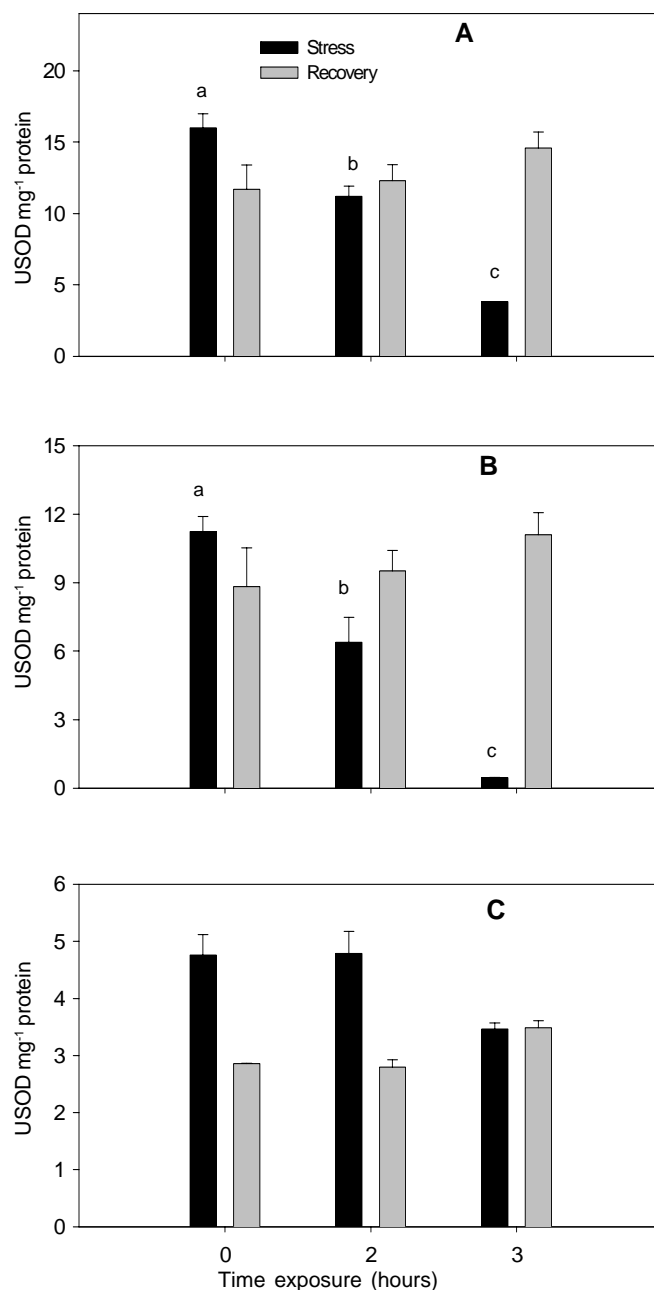 A
Stress
Recovery
USOD mg⁻¹ protein
20
15
10
5
0
a
b
c
B
USOD mg⁻¹ protein
15
12
9
6
3
0
a
b
c
C
USOD mg⁻¹ protein
6
5
4
3
2
1
0
0
2
3
Time exposure (hours)